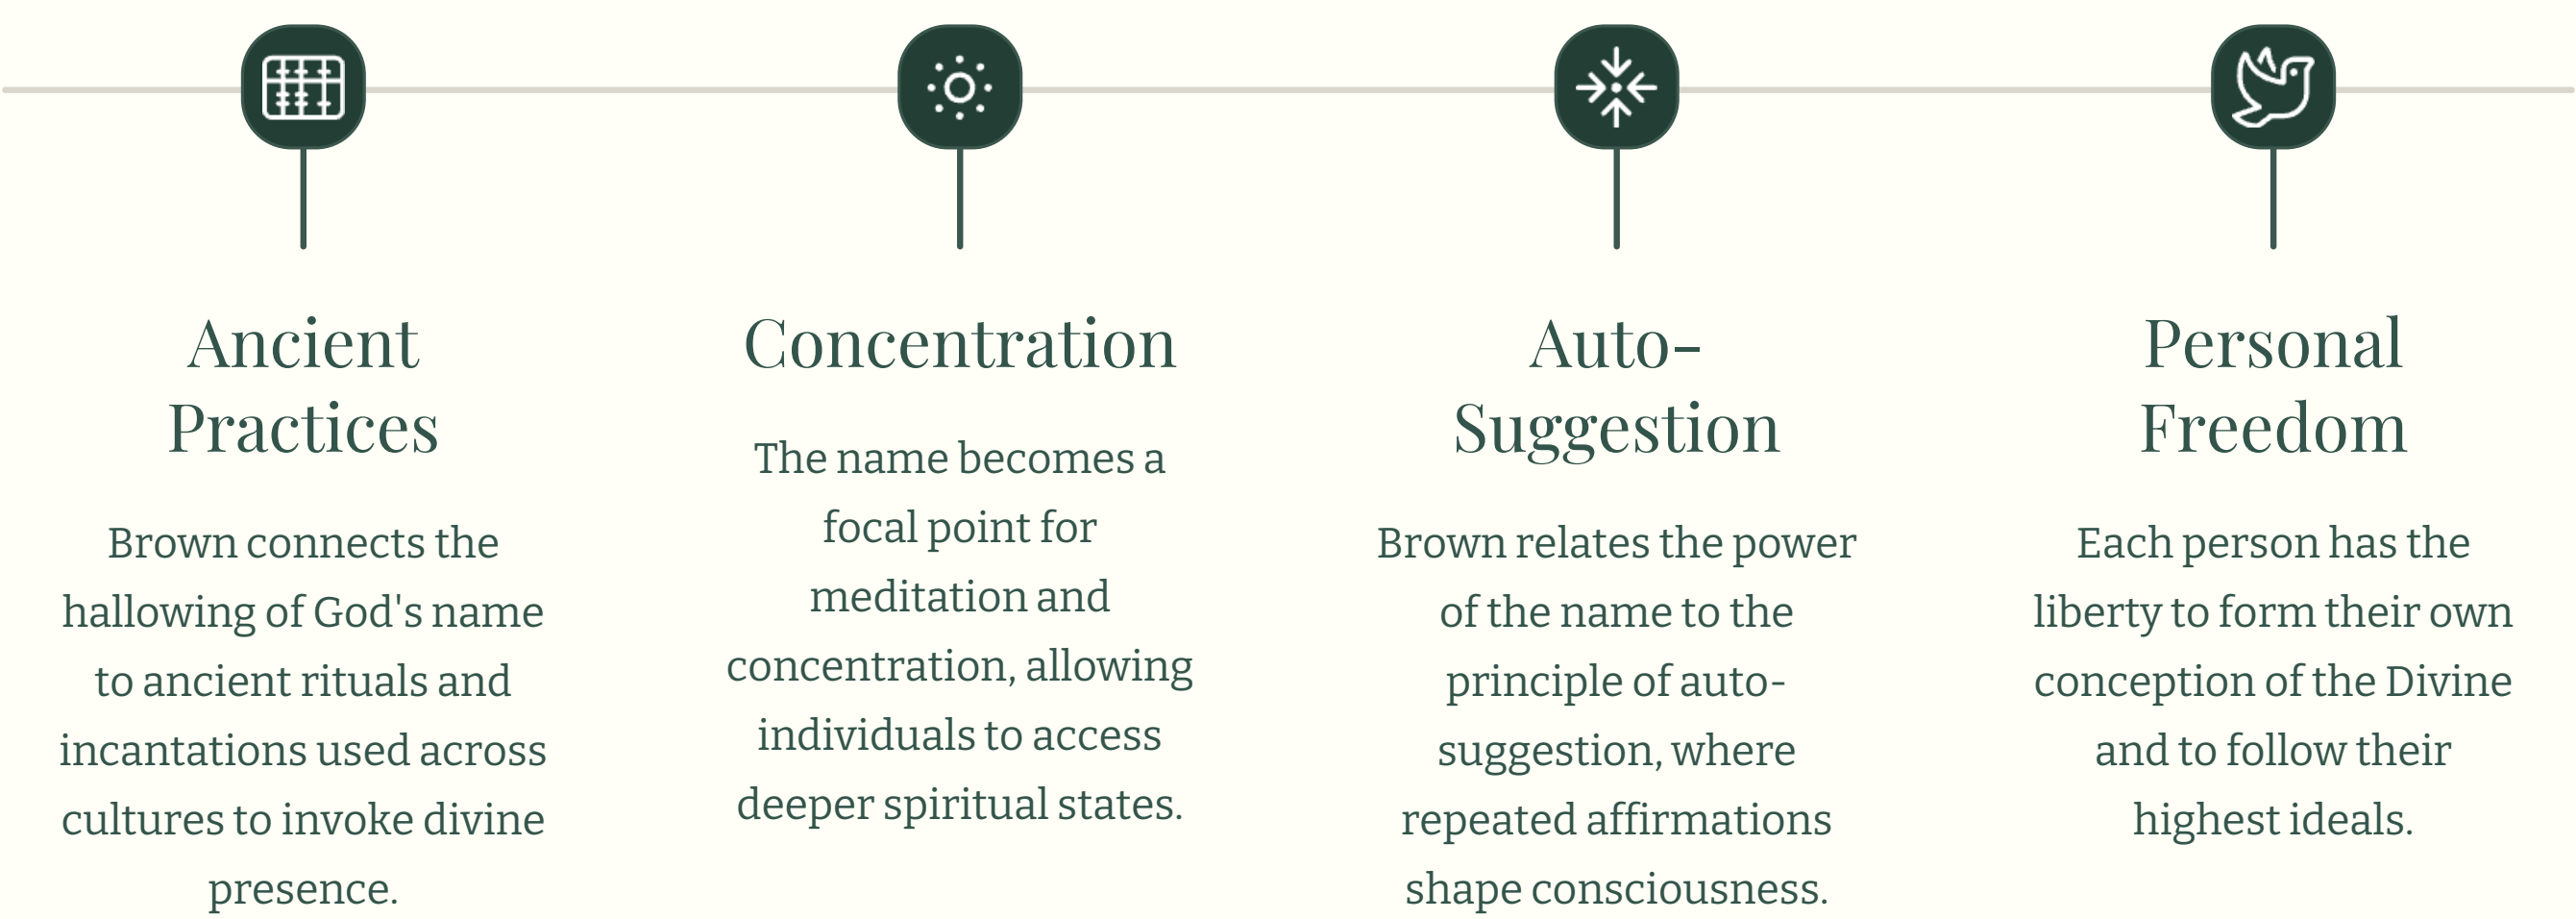 Ancient
Practices
Brown connects the
hallowing of God's name
to ancient rituals and
incantations used across
cultures to invoke divine
presence.
Concentration
The name becomes a
focal point for
meditation and
concentration, allowing
individuals to access
deeper spiritual states.
Auto-
Suggestion
Brown relates the power
of the name to the
principle of auto-
suggestion, where
repeated affirmations
shape consciousness.
Personal
Freedom
Each person has the
liberty to form their own
conception of the Divine
and to follow their
highest ideals.